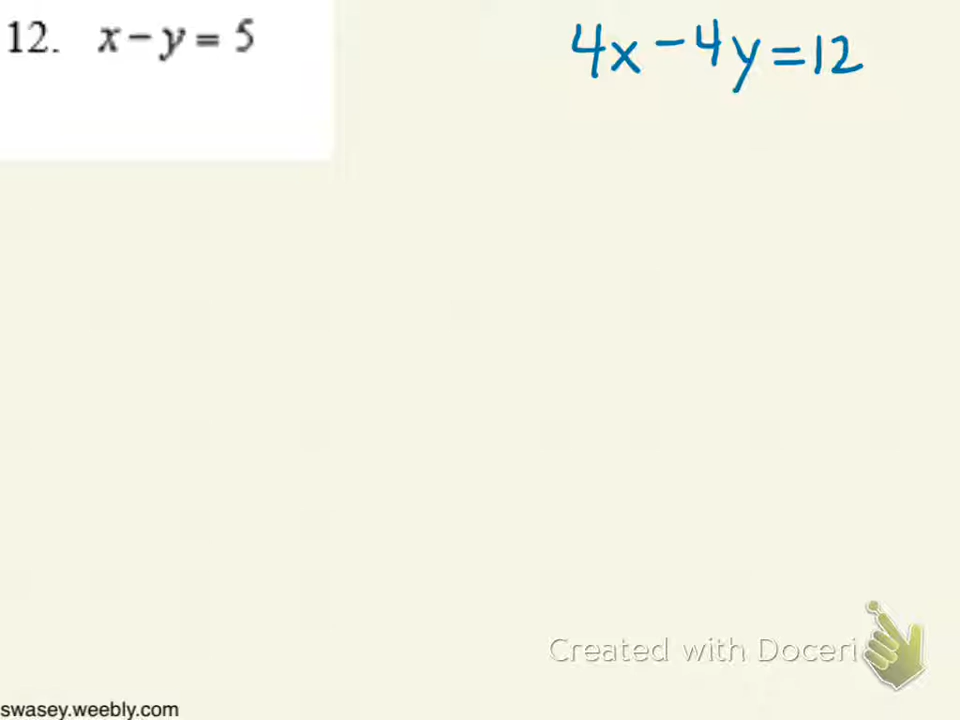 12. x − y = 5
4x − 4y = 12
Created with Doceri
swasey.weebly.com